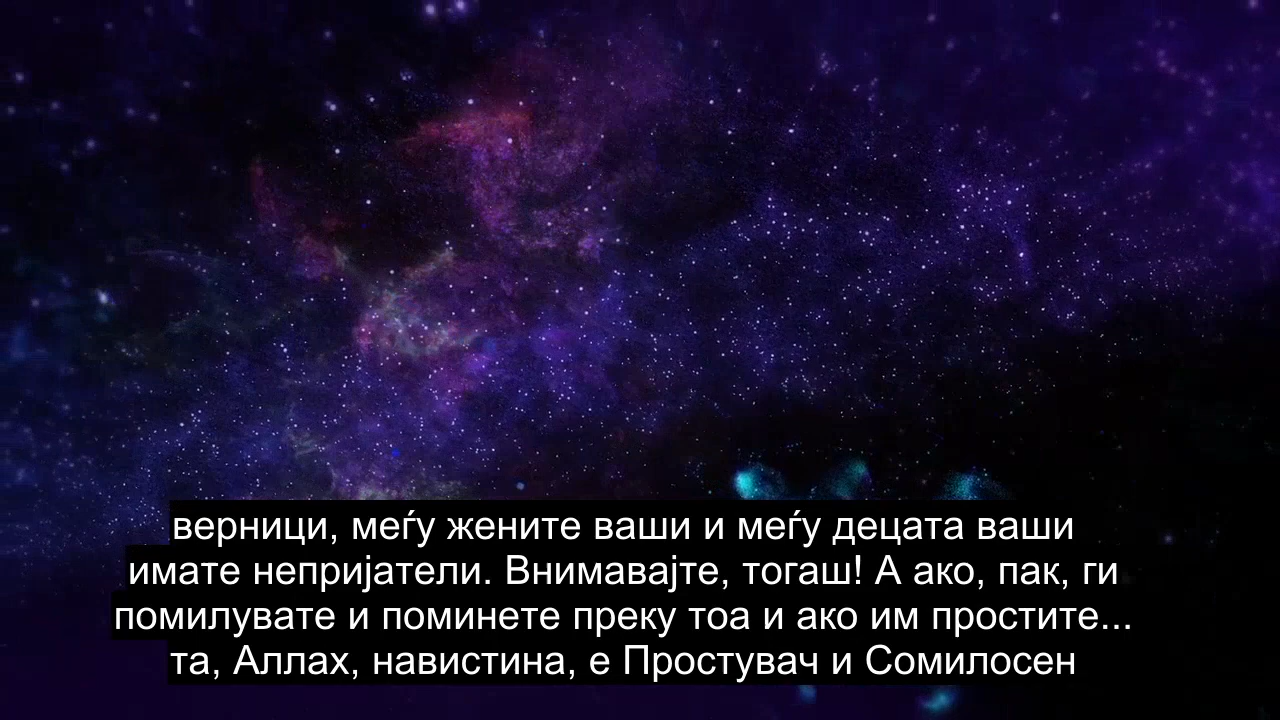 верници, меѓу жените ваши и меѓу децата ваши
имате непријатели. Внимавајте, тогаш! А ако, пак, ги
помилувате и поминете преку тоа и ако им простите...
та, Аллах, навистина, е Простувач и Сомилосен